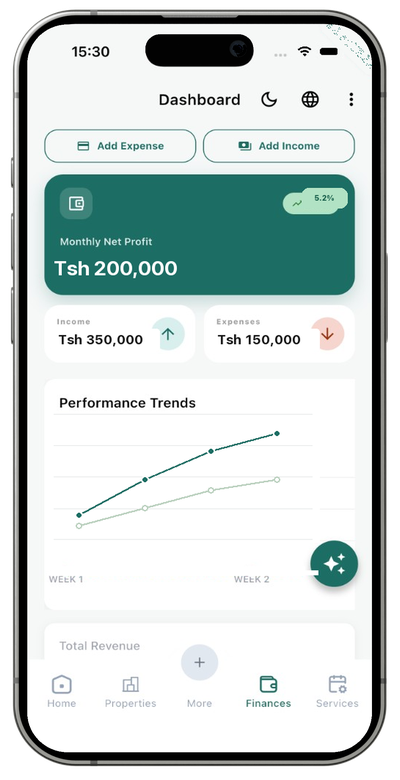 15:30
Dashboard
Add Expense
Add Income
5.2%
Monthly Net Profit
Tsh 200,000
Income
Expenses
Tsh 350,000
Tsh 150,000
Performance Trends
WEEK 1
WEEK 2
Total Revenue
Home
Properties
More
Finances
Services